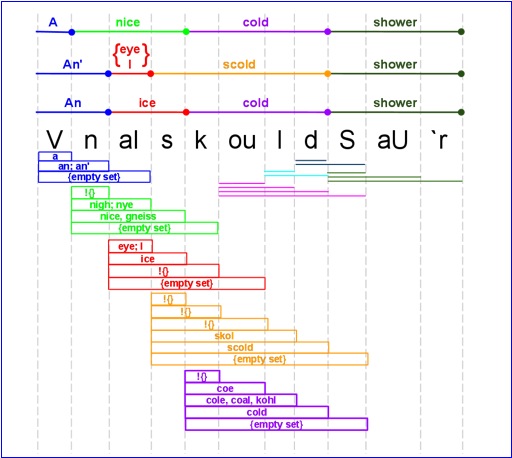 A nice cold shower
{eye
An' I} scold shower
An ice cold shower
V n aI s k ou l d S aU `r
a
an; an'
{empty set}
!{}
nigh; nye
nice, gneiss
{empty set}
eye; I
ice
!{}
{empty set}
!{}
!{}
!{}
skol
scold
{empty set}
!{}
coe
cole, coal, kohl
cold
{empty set}